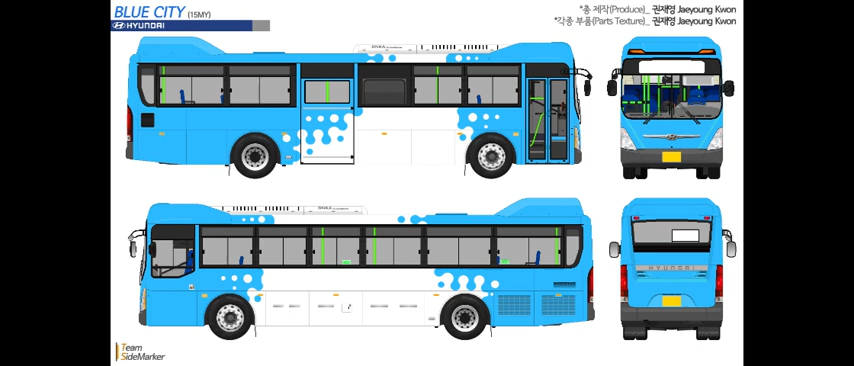 BLUE CITY (15MY)
HYUNDAI
*총 제작(Produce)_ 권재영 Jaeyoung Kwon
*각종 부품(Parts Texture)_ 권재영 Jaeyoung Kwon
HYUNDAI
Team
SideMarker